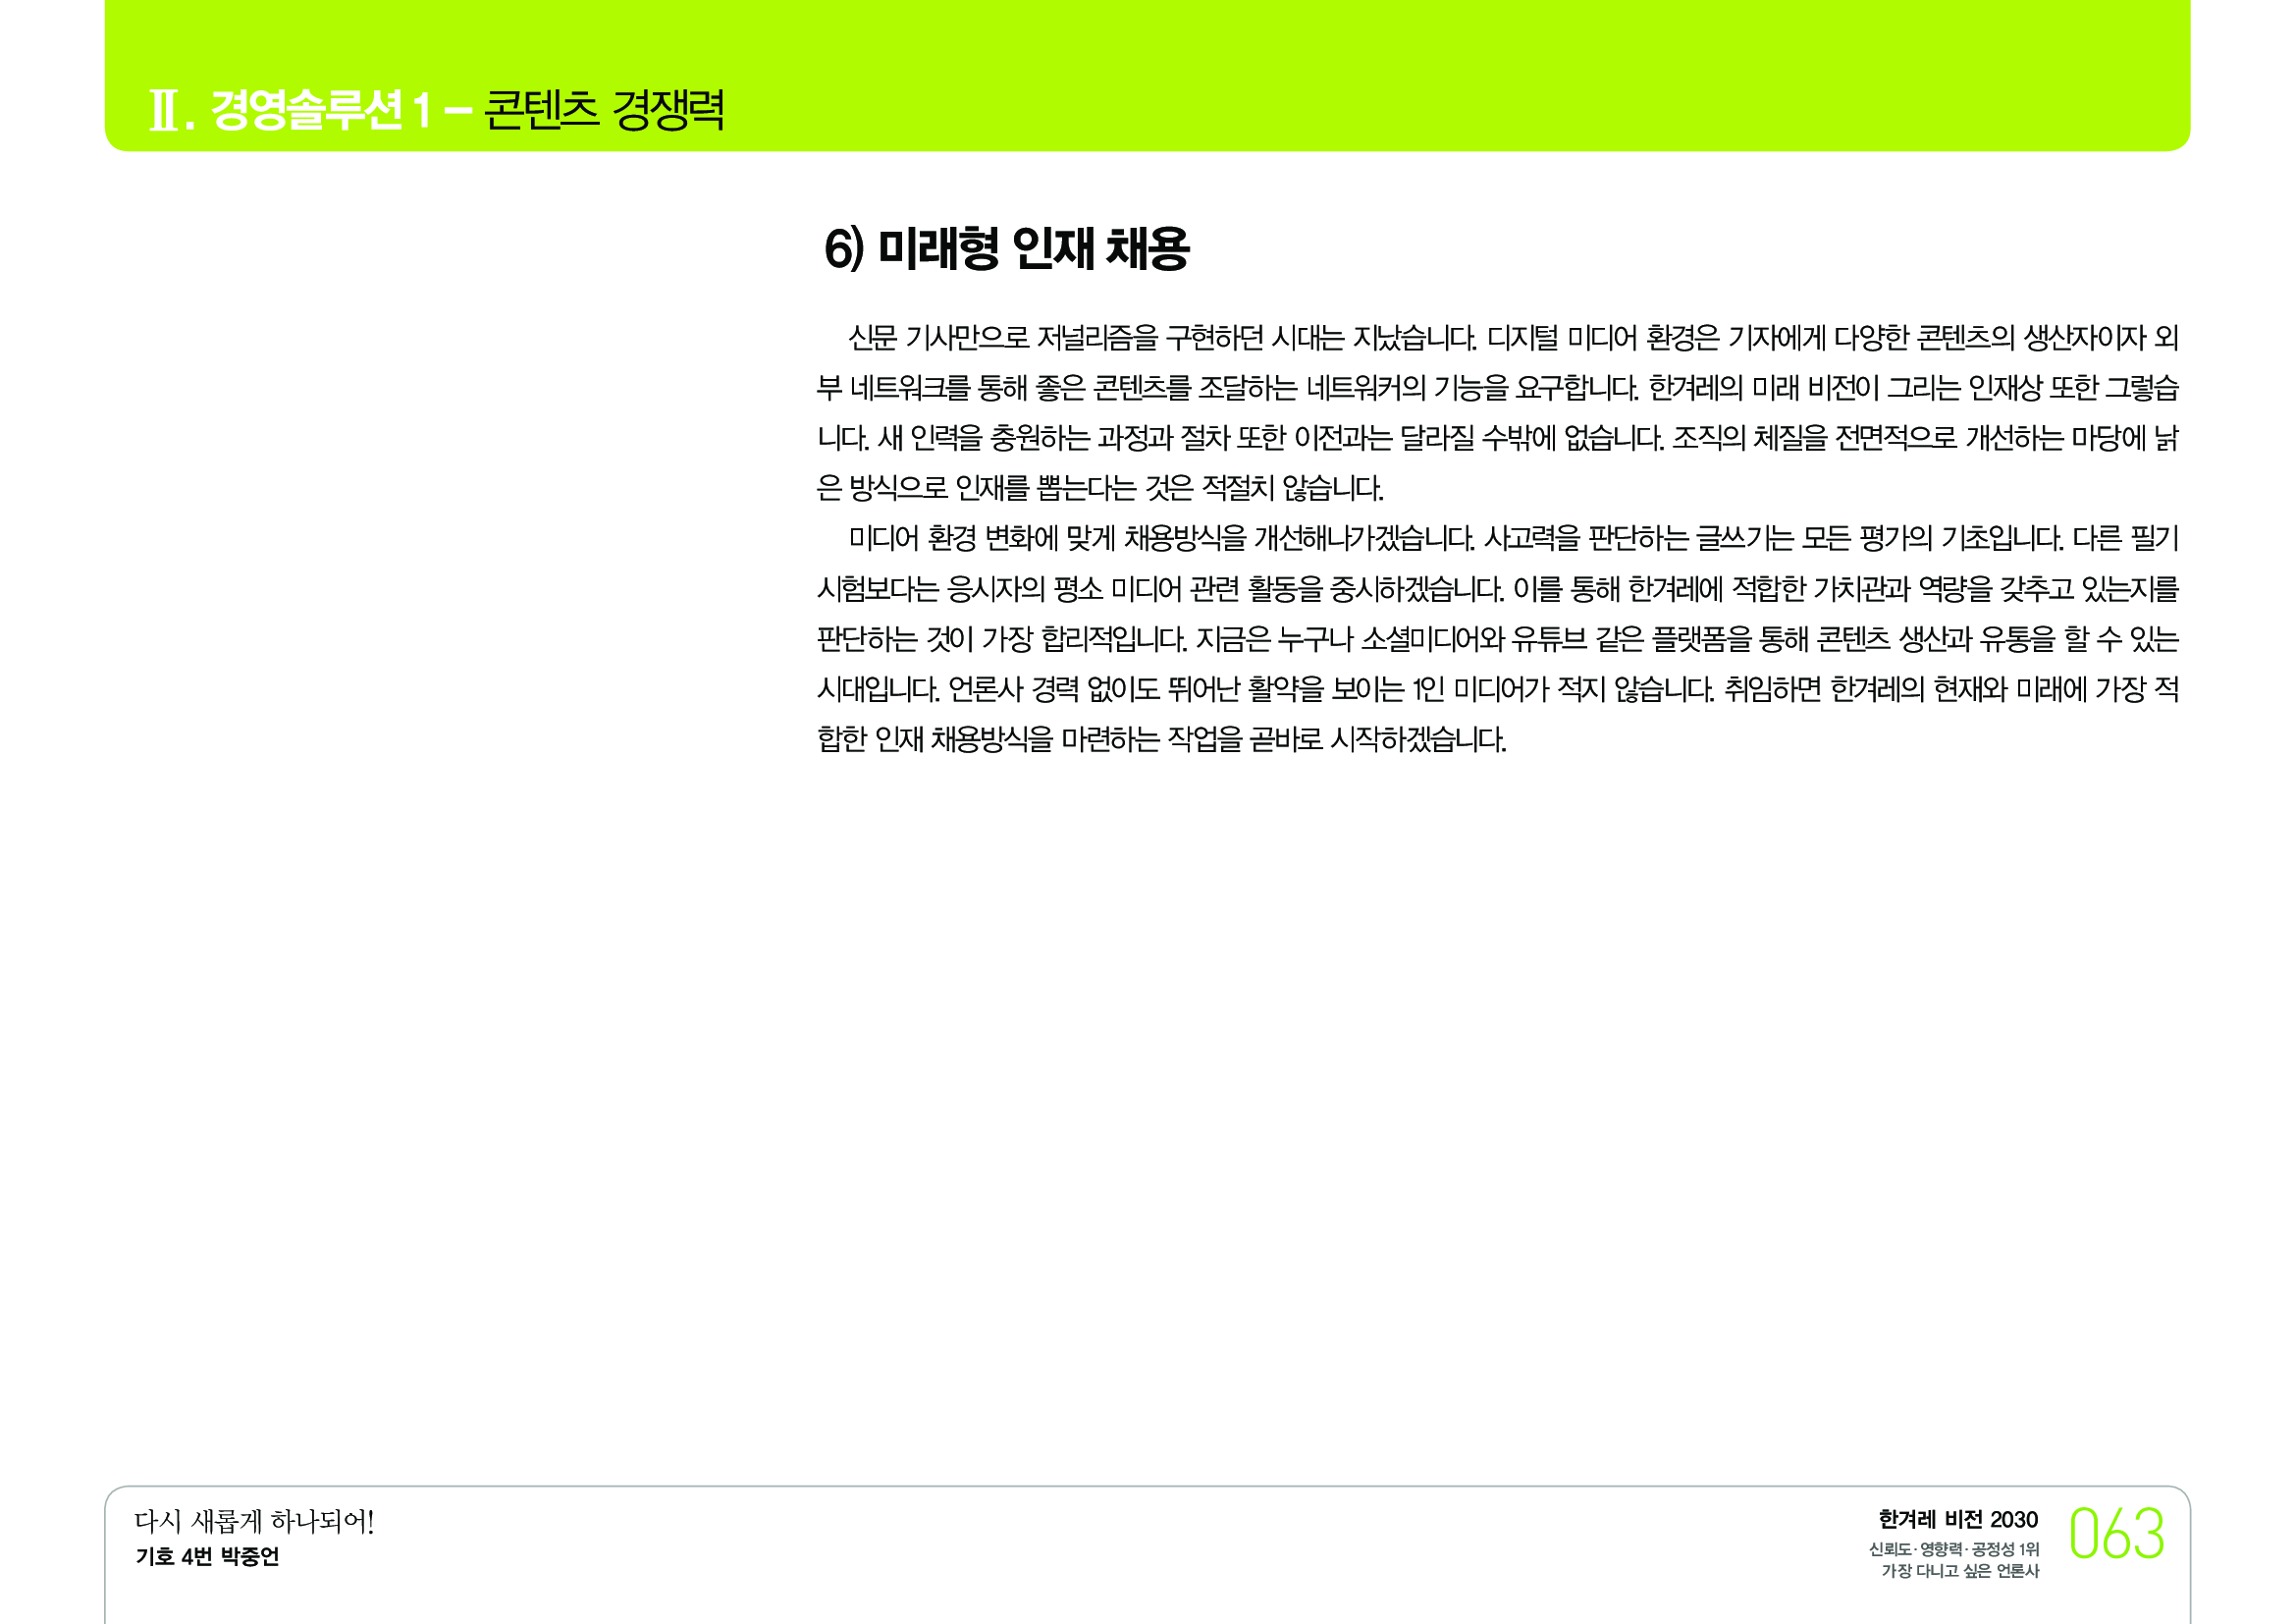 Ⅱ. 경영솔루션 1 – 콘텐츠 경쟁력
6) 미래형 인재 채용
신문 기사만으로 저널리즘을 구현하던 시대는 지났습니다. 디지털 미디어 환경은 기자에게 다양한 콘텐츠의 생산자이자 외
부 네트워크를 통해 좋은 콘텐츠를 조달하는 네트워커의 기능을 요구합니다. 한겨레의 미래 비전이 그리는 인재상 또한 그렇습
니다. 새 인력을 충원하는 과정과 절차 또한 이전과는 달라질 수밖에 없습니다. 조직의 체질을 전면적으로 개선하는 마당에 낡
은 방식으로 인재를 뽑는다는 것은 적절치 않습니다.
미디어 환경 변화에 맞게 채용방식을 개선해나가겠습니다. 사고력을 판단하는 글쓰기는 모든 평가의 기초입니다. 다른 필기
시험보다는 응시자의 평소 미디어 관련 활동을 중시하겠습니다. 이를 통해 한겨레에 적합한 가치관과 역량을 갖추고 있는지를
판단하는 것이 가장 합리적입니다. 지금은 누구나 소셜미디어와 유튜브 같은 플랫폼을 통해 콘텐츠 생산과 유통을 할 수 있는
시대입니다. 언론사 경력 없이도 뛰어난 활약을 보이는 1인 미디어가 적지 않습니다. 취임하면 한겨레의 현재와 미래에 가장 적
합한 인재 채용방식을 마련하는 작업을 곧바로 시작하겠습니다.
다시 새롭게 하나되어!
기호 4번 박중언
한겨레 비전 2030
신뢰도·영향력·공정성 1위
가장 다니고 싶은 언론사
063